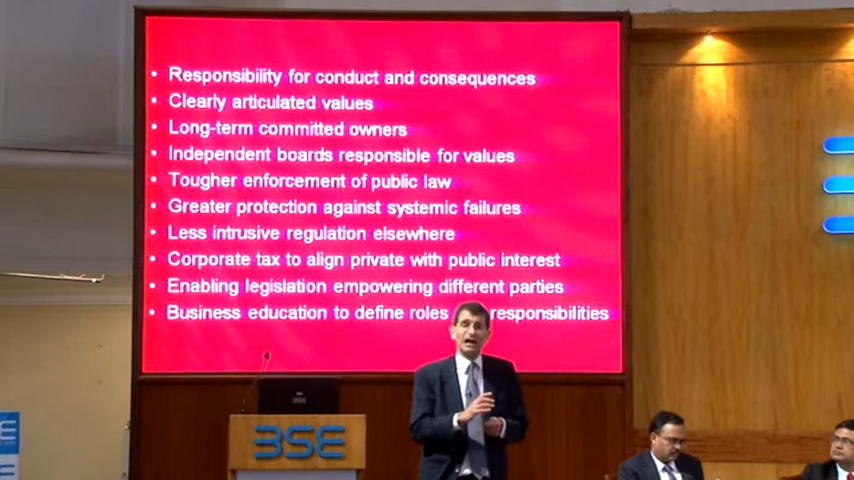 • Responsibility for conduct and consequences
• Clearly articulated values
• Long-term committed owners
• Independent boards responsible for values
• Tougher enforcement of public law
• Greater protection against systemic failures
• Less intrusive regulation elsewhere
• Corporate tax to align private with public interest
• Enabling legislation empowering different parties
• Business education to define roles responsibilities
BSE
BSE